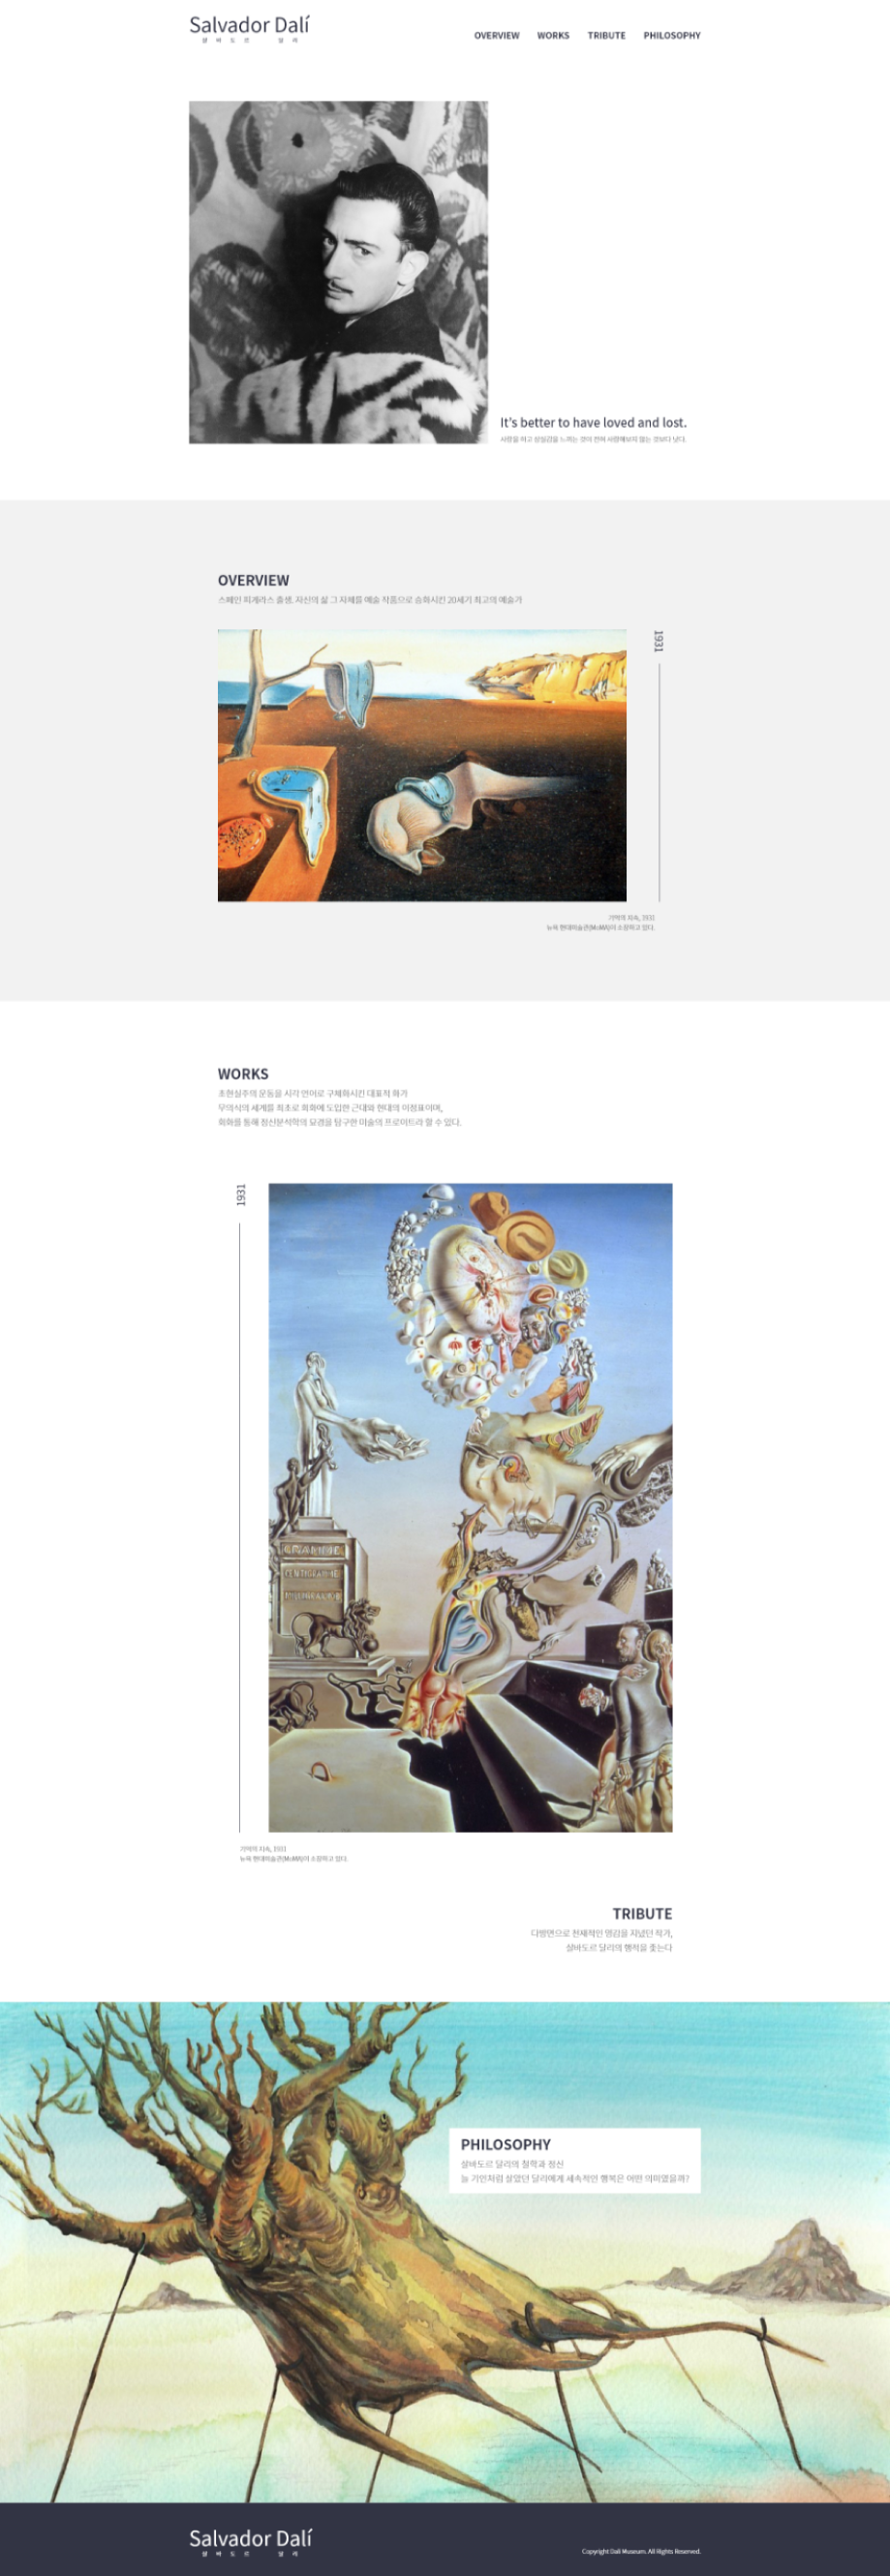 Salvador Dalí
살 바 도 르 달 리
OVERVIEW WORKS TRIBUTE PHILOSOPHY
It's better to have loved and lost.
사랑을 하고 상실감을 느끼는 것이 전혀 사랑해보지 않는 것보다 낫다.
OVERVIEW
스페인 피게라스 출생. 자신의 삶 그 자체를 예술 작품으로 승화시킨 20세기 최고의 예술가
1931
기억의 지속, 1931
뉴욕 현대미술관(MoMA)이 소장하고 있다.
WORKS
초현실주의 운동을 시각 언어로 구체화시킨 대표적 화가
무의식의 세계를 최초로 회화에 도입한 근대와 현대의 이정표이며,
회화를 통해 정신분석학의 묘경을 탐구한 미술의 프로이트라 할 수 있다.
1931
GRAMME
CENTIGRAMME
MILLIGRAMME
기억의 지속, 1931
뉴욕 현대미술관(MoMA)이 소장하고 있다.
TRIBUTE
다방면으로 천재적인 영감을 지녔던 작가,
살바도르 달리의 행적을 좇는다
PHILOSOPHY
살바도르 달리의 철학과 정신
늘 기인처럼 살았던 달리에게 세속적인 행복은 어떤 의미였을까?
Salvador Dalí
살 바 도 르 달 리
Copyright Dali Museum. All Rights Reserved.